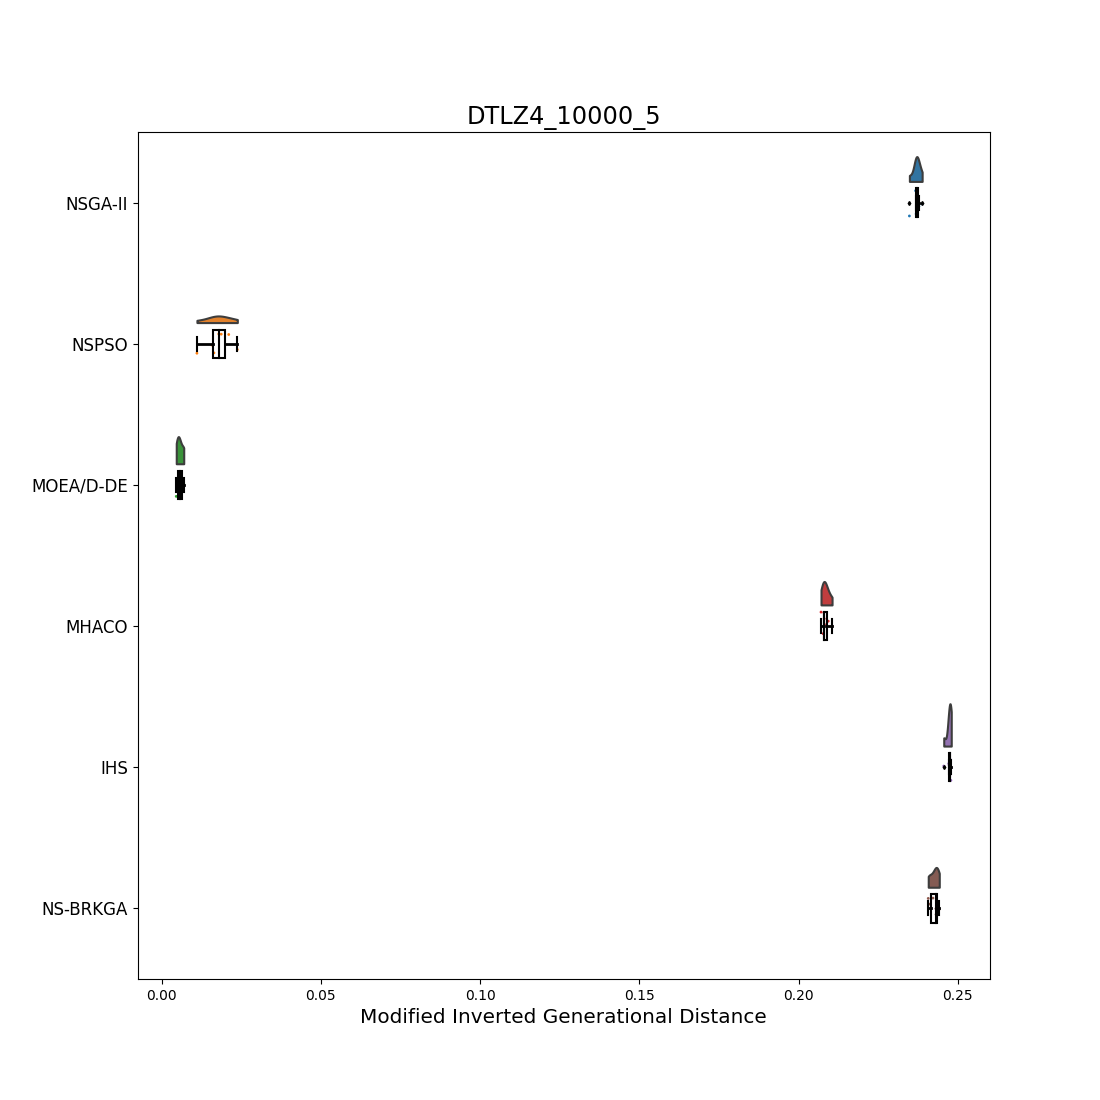 DTLZ4_10000_5
NSGA-II
NSPSO
MOEA/D-DE
MHACO
IHS
NS-BRKGA
0.00 0.05 0.10 0.15 0.20 0.25
Modified Inverted Generational Distance